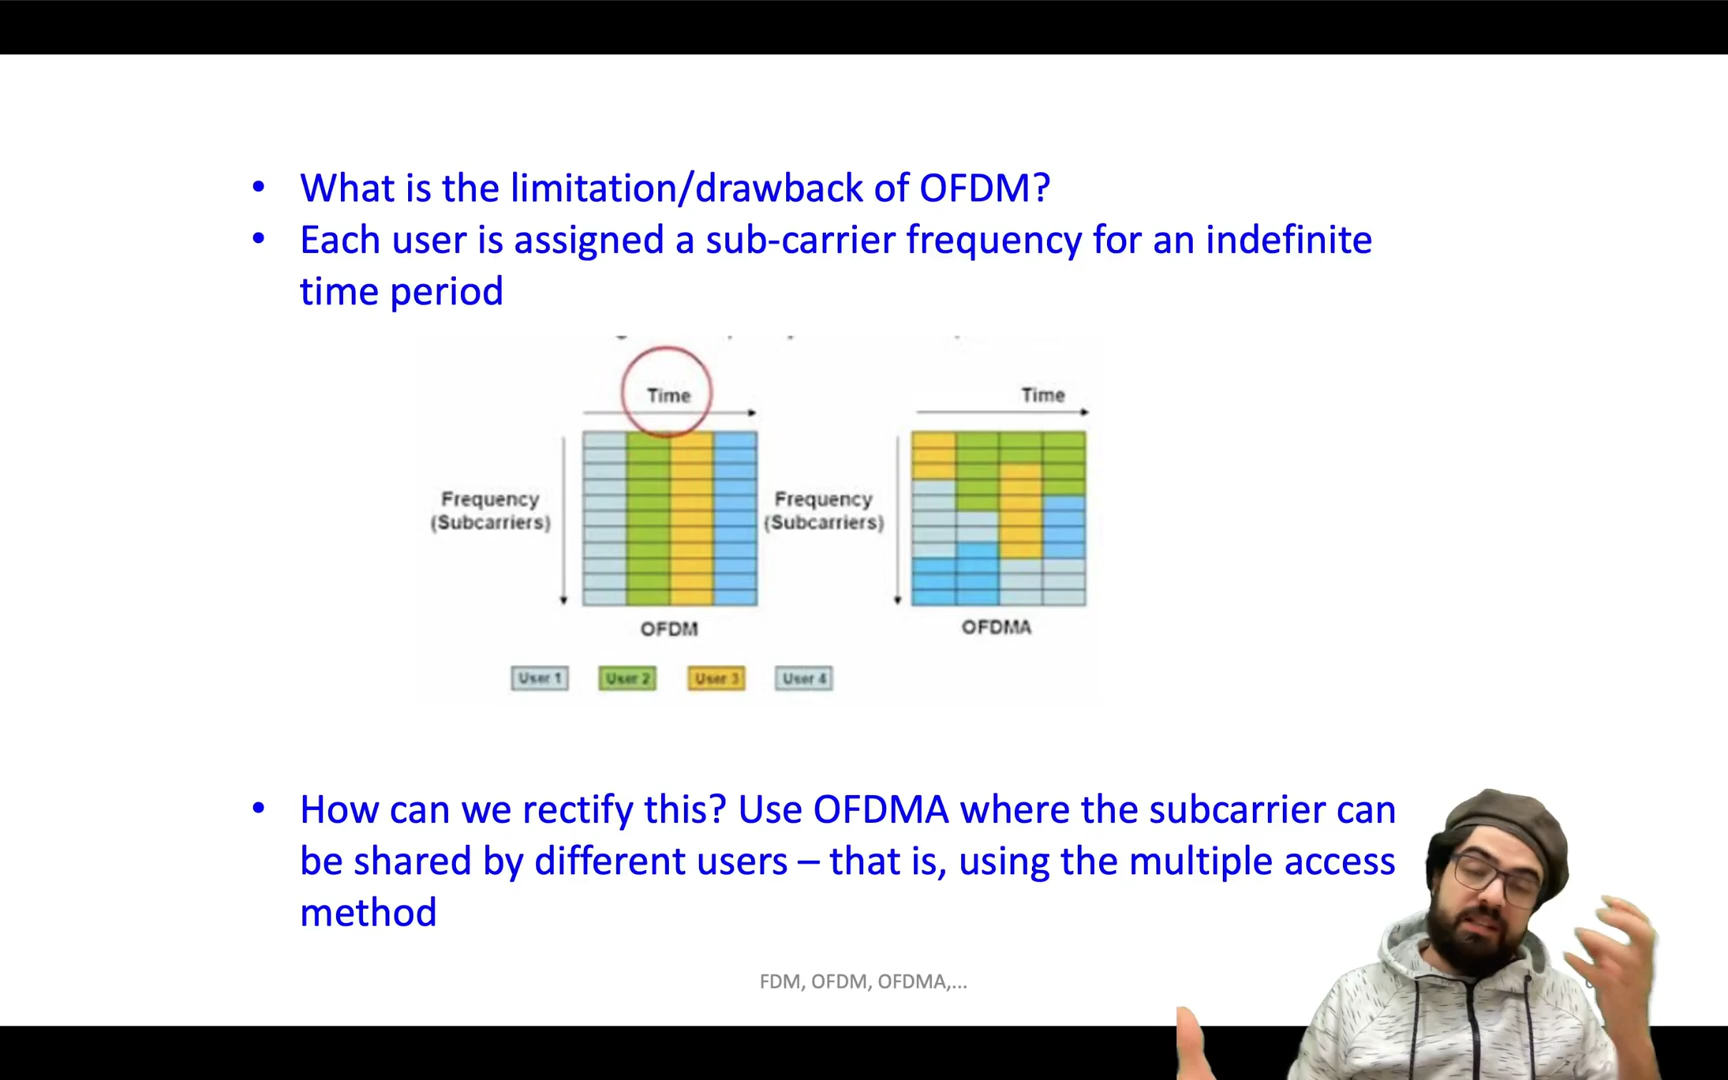 • What is the limitation/drawback of OFDM?
• Each user is assigned a sub-carrier frequency for an indefinite
time period
Time
Time
Frequency
(Subcarriers)
Frequency
(Subcarriers)
OFDM
OFDMA
User 1
User 2
User 3
User 4
• How can we rectify this? Use OFDMA where the subcarrier can
be shared by different users – that is, using the multiple access
method
FDM, OFDM, OFDMA,...